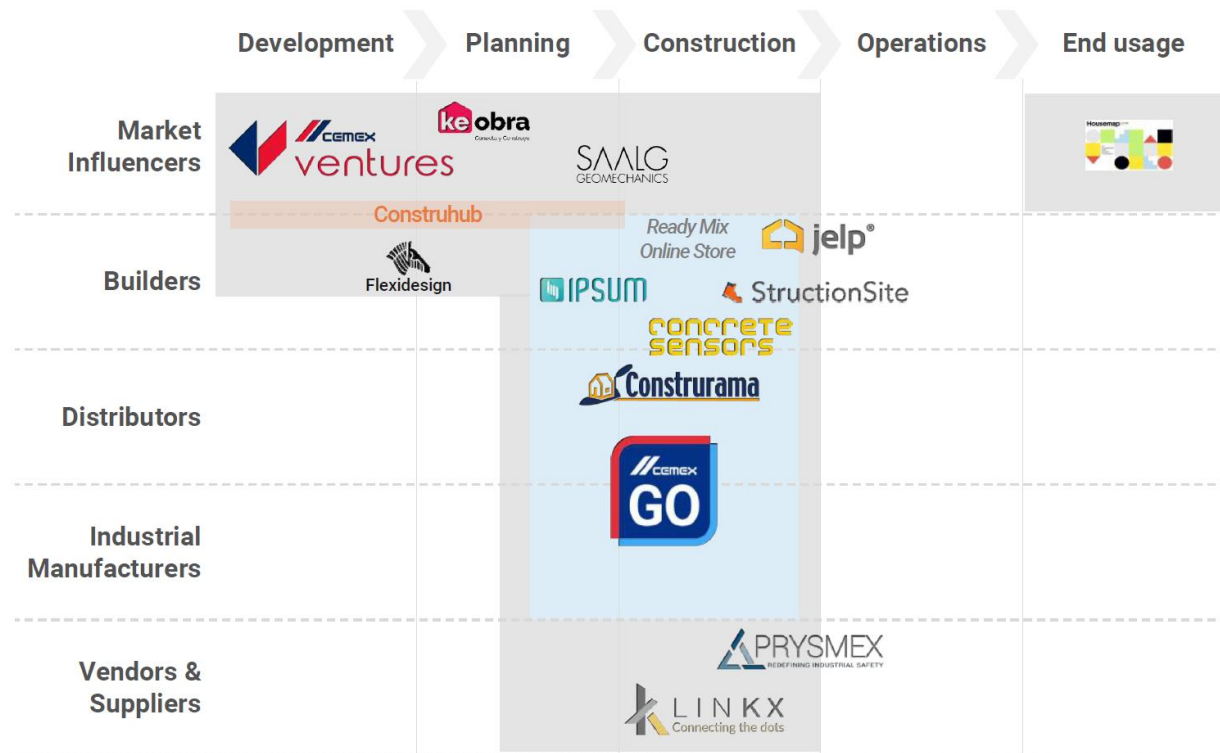 Development
Planning
Construction
Operations
End usage
Market
Influencers
CEMEX
ventures
ke obra
Conecta y Construye
SAALG
GEOMECHANICS
Housemap
Construhub
Builders
Flexidesign
Ready Mix
Online Store
jelp®
IPSUM
StructionSite
concrete
sensors
Distributors
Construrama
CEMEX
GO
Industrial
Manufacturers
Vendors &
Suppliers
PRYSMEX
REDEFINING INDUSTRIAL SAFETY
LINKX
Connecting the dots